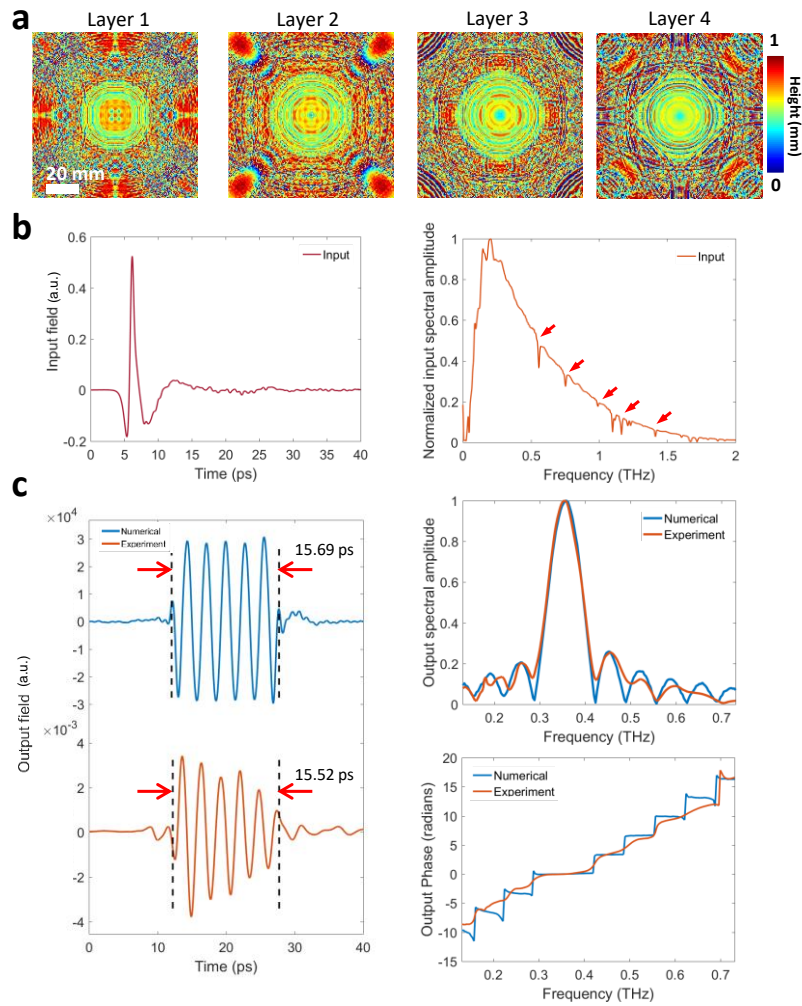 a
Layer 1
Layer 2
Layer 3
Layer 4
20 mm
1
Height (mm)
0
b
0.6
0.4
0.2
0
-0.2
Input field (a.u.)
Input
0 5 10 15 20 25 30 35 40
Time (ps)
1
0.8
0.6
0.4
0.2
0
Normalized input spectral amplitude
Input
0 0.5 1 1.5 2
Frequency (THz)
c
×10⁴
3
2
1
0
-1
-2
-3
Numerical
Experiment
15.69 ps
Output field (a.u.)
×10⁻³
4
2
0
-2
-4
15.52 ps
0 10 20 30 40
Time (ps)
1
0.8
0.6
0.4
0.2
0
Output spectral amplitude
Numerical
Experiment
0.2 0.3 0.4 0.5 0.6 0.7
Frequency (THz)
20
15
10
5
0
-5
-10
-15
Output Phase (radians)
Numerical
Experiment
0.2 0.3 0.4 0.5 0.6 0.7
Frequency (THz)